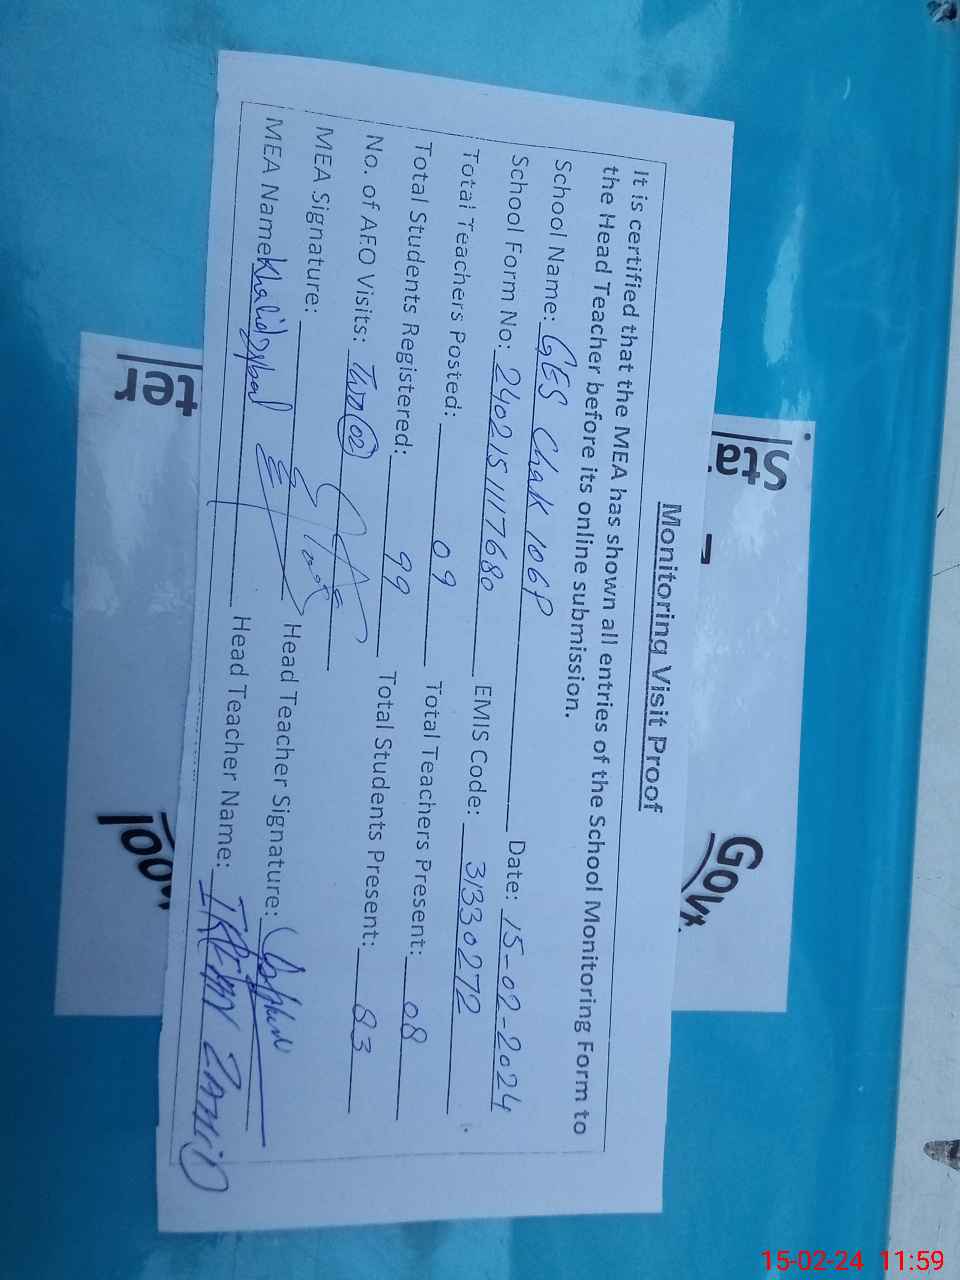 Monitoring Visit Proof
It is certified that the MEA has shown all entries of the School Monitoring Form to
the Head Teacher before its online submission.
School Name: GES Chak 106P Date: 15-02-2024
School Form No: 2402151117680 EMIS Code: 31330272
Total Teachers Posted: 09 Total Teachers Present: 08
Total Students Registered: 99 Total Students Present: 83
No. of AEO Visits: Two 02
MEA Signature: Head Teacher Signature:
MEA Name Khalid Iqbal Head Teacher Name: IRFAN ZAHID
Sta
Govt
ter
15-02-24 11:59